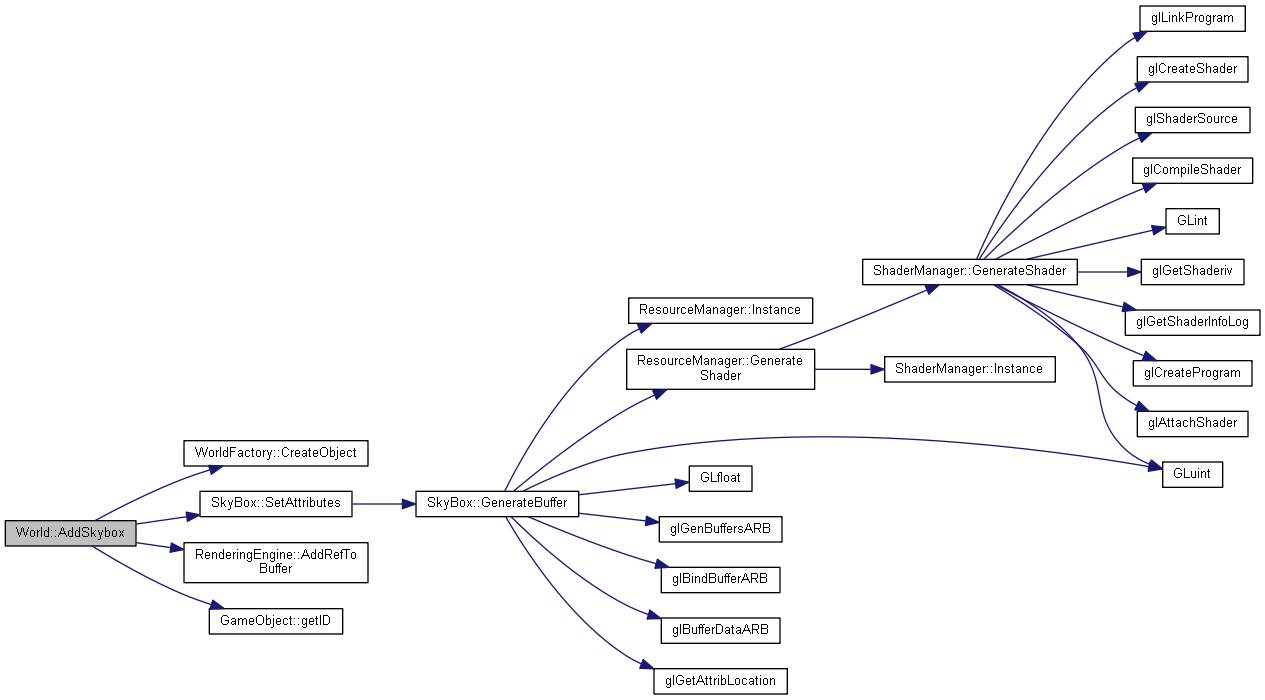 glLinkProgram
glCreateShader
glShaderSource
glCompileShader
GLint
ShaderManager::GenerateShader
glGetShaderiv
ResourceManager::Instance
glGetShaderInfoLog
ResourceManager::Generate
Shader
ShaderManager::Instance
glCreateProgram
glAttachShader
WorldFactory::CreateObject
GLuint
GLfloat
SkyBox::SetAttributes
SkyBox::GenerateBuffer
glGenBuffersARB
World::AddSkybox
RenderingEngine::AddRefTo
Buffer
glBindBufferARB
GameObject::getID
glBufferDataARB
glGetAttribLocation